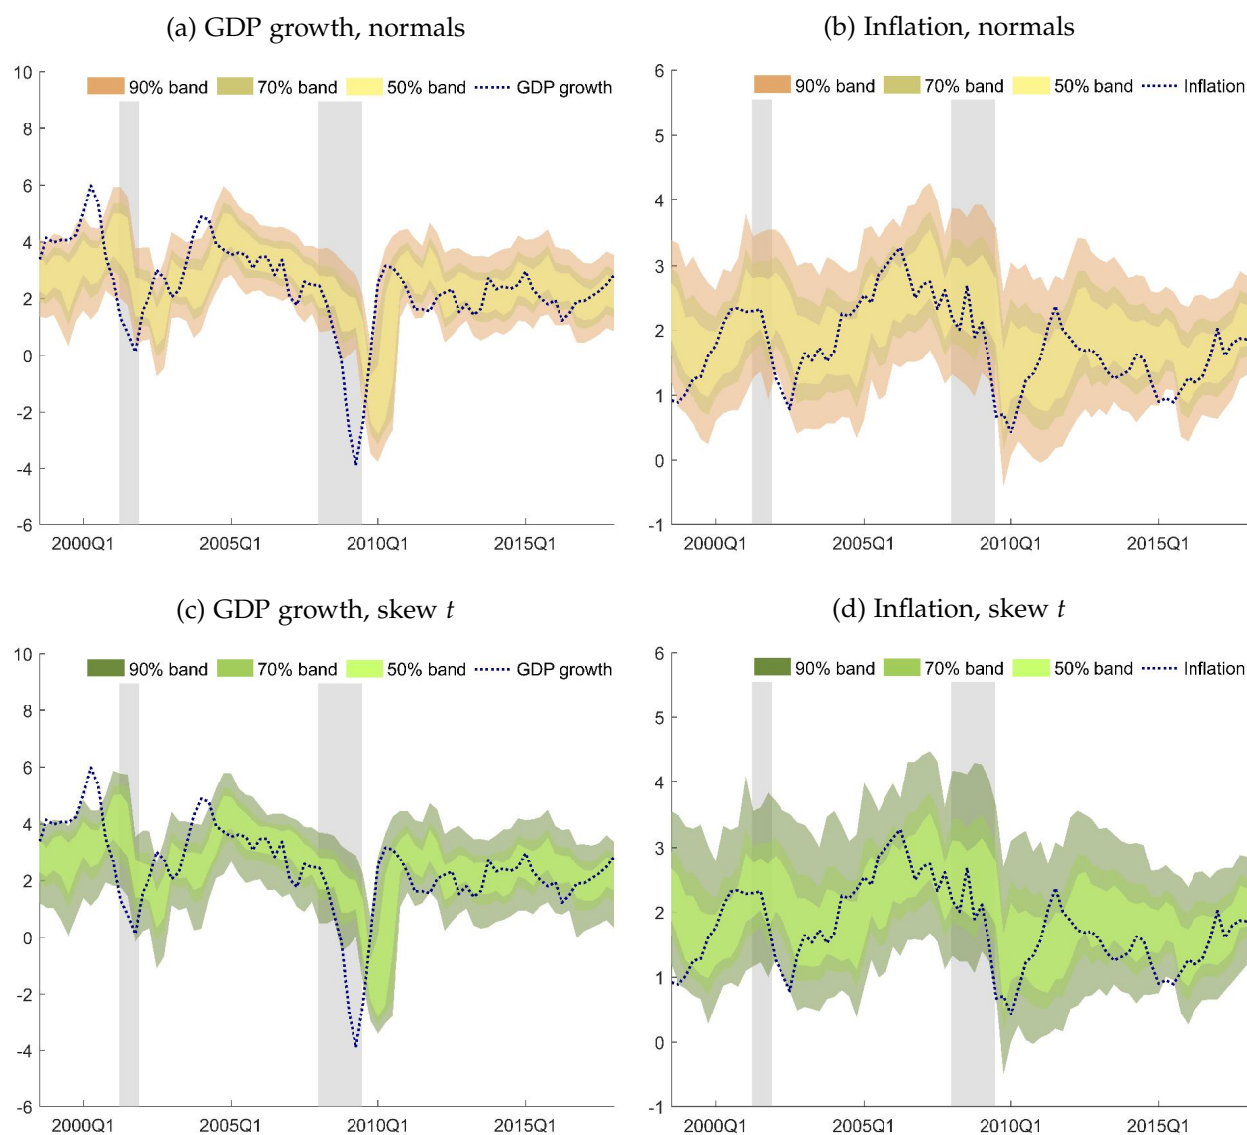 (a) GDP growth, normals
90% band 70% band 50% band GDP growth
10
8
6
4
2
0
-2
-4
-6
2000Q1 2005Q1 2010Q1 2015Q1
(b) Inflation, normals
90% band 70% band 50% band Inflation
6
5
4
3
2
1
0
-1
2000Q1 2005Q1 2010Q1 2015Q1
(c) GDP growth, skew t
90% band 70% band 50% band GDP growth
10
8
6
4
2
0
-2
-4
-6
2000Q1 2005Q1 2010Q1 2015Q1
(d) Inflation, skew t
90% band 70% band 50% band Inflation
6
5
4
3
2
1
0
-1
2000Q1 2005Q1 2010Q1 2015Q1